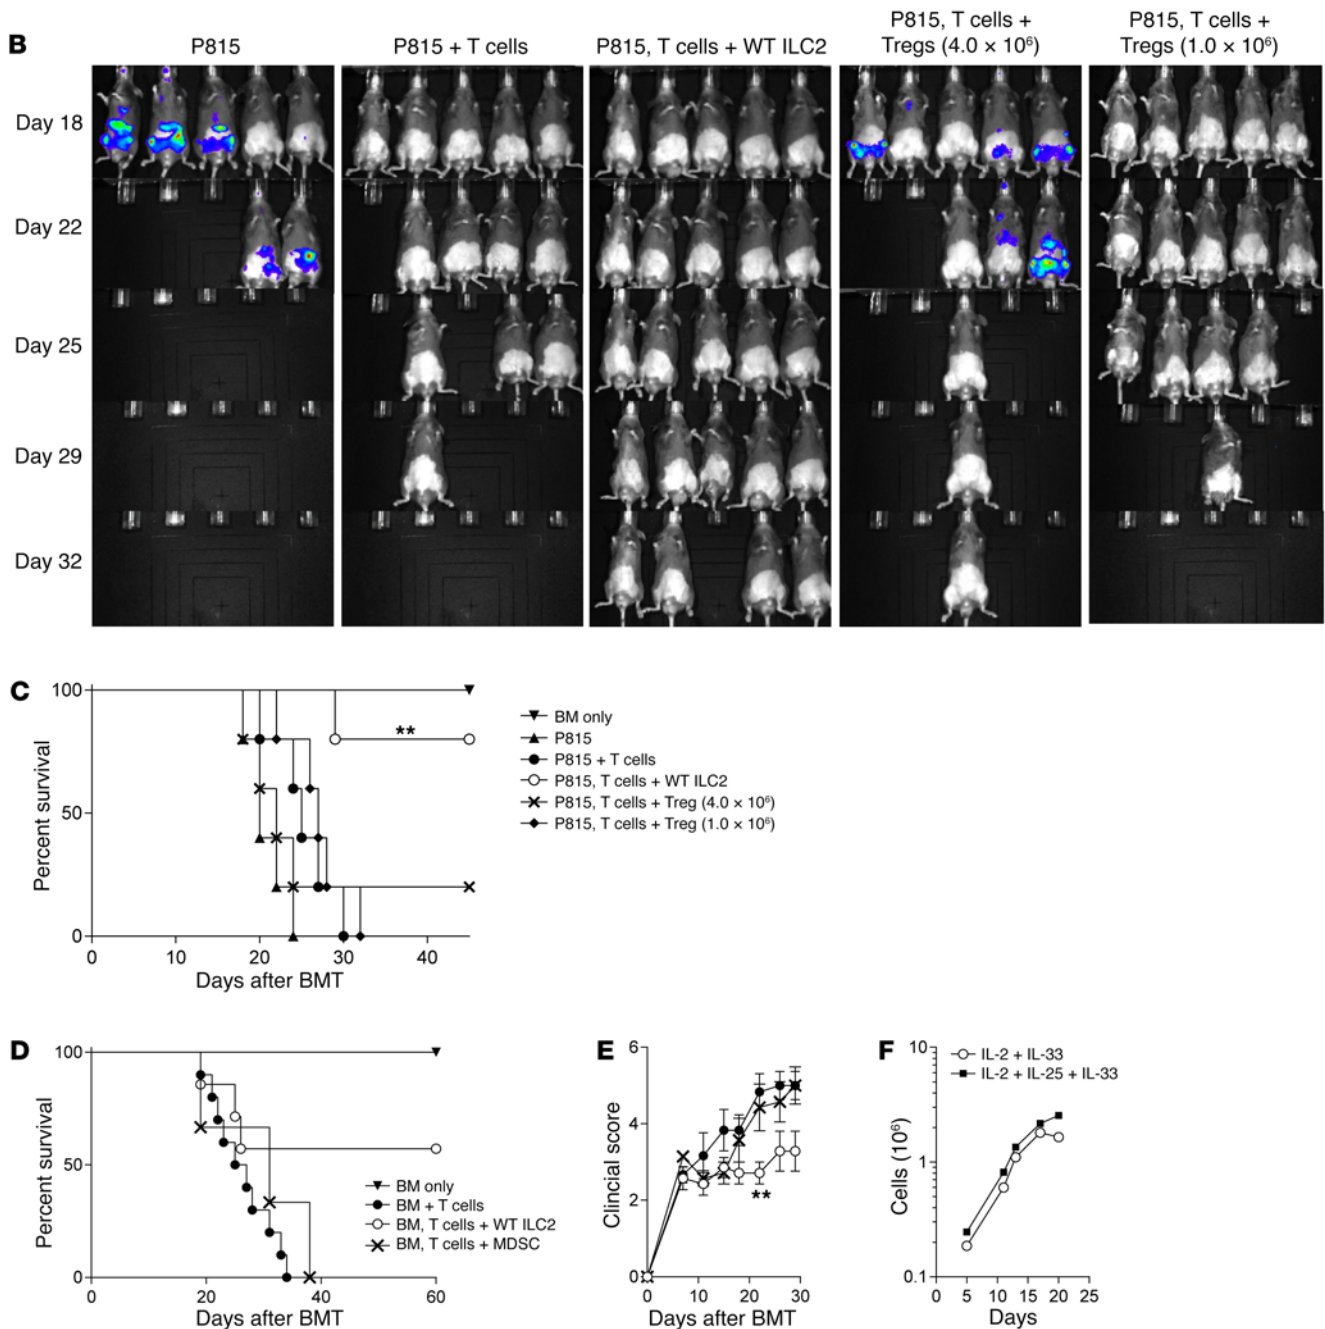 B
P815
P815 + T cells
P815, T cells + WT ILC2
P815, T cells +
Tregs (4.0 × 10⁶)
P815, T cells +
Tregs (1.0 × 10⁶)
Day 18
Day 22
Day 25
Day 29
Day 32
C
Percent survival
100
50
0
0 10 20 30 40
Days after BMT
**
BM only
P815
P815 + T cells
P815, T cells + WT ILC2
P815, T cells + Treg (4.0 × 10⁶)
P815, T cells + Treg (1.0 × 10⁶)
D
Percent survival
100
50
0
0 20 40 60
Days after BMT
BM only
BM + T cells
BM, T cells + WT ILC2
BM, T cells + MDSC
E
Clincial score
6
4
2
0
0 10 20 30
Days after BMT
**
F
Cells (10⁶)
10
1
0.1
0 5 10 15 20 25
Days
IL-2 + IL-33
IL-2 + IL-25 + IL-33